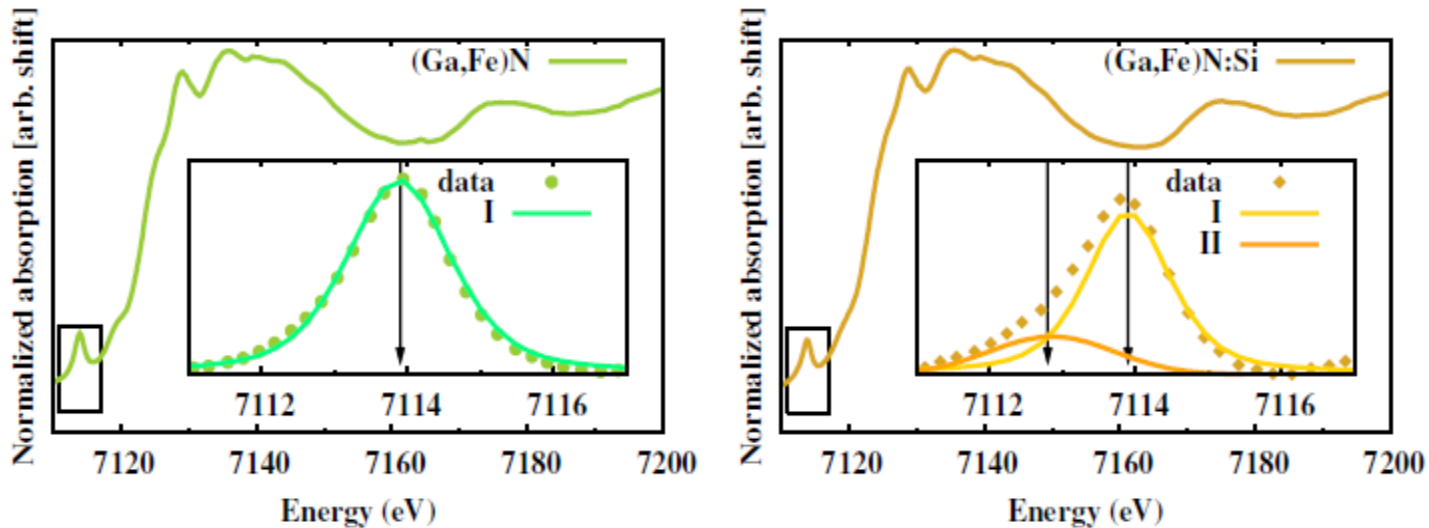 Normalized absorption [arb. shift]
(Ga,Fe)N
data
I
7112 7114 7116
7120 7140 7160 7180 7200
Energy (eV)
Normalized absorption [arb. shift]
(Ga,Fe)N:Si
data
I
II
7112 7114 7116
7120 7140 7160 7180 7200
Energy (eV)